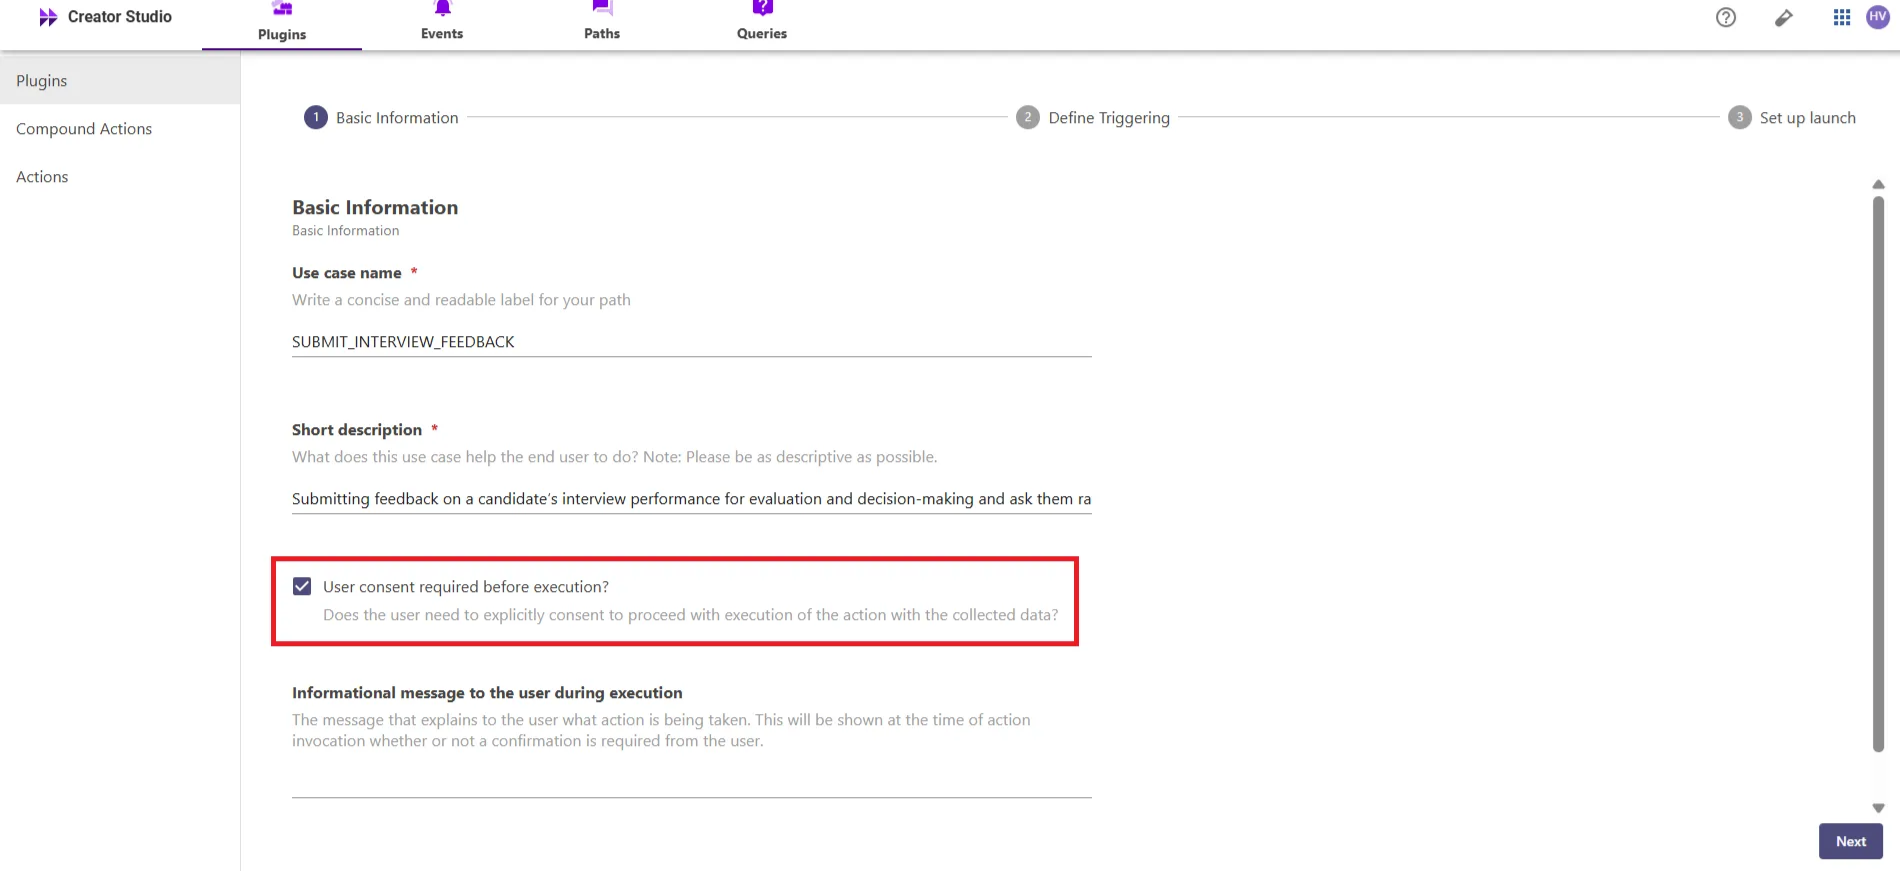 Creator Studio
Plugins
Events
Paths
Queries
HV
Plugins
Compound Actions
Actions
1 Basic Information
2 Define Triggering
3 Set up launch
Basic Information
Basic Information
Use case name *
Write a concise and readable label for your path
SUBMIT_INTERVIEW_FEEDBACK
Short description *
What does this use case help the end user to do? Note: Please be as descriptive as possible.
Submitting feedback on a candidate's interview performance for evaluation and decision-making and ask them ra
User consent required before execution?
Does the user need to explicitly consent to proceed with execution of the action with the collected data?
Informational message to the user during execution
The message that explains to the user what action is being taken. This will be shown at the time of action
invocation whether or not a confirmation is required from the user.
Next